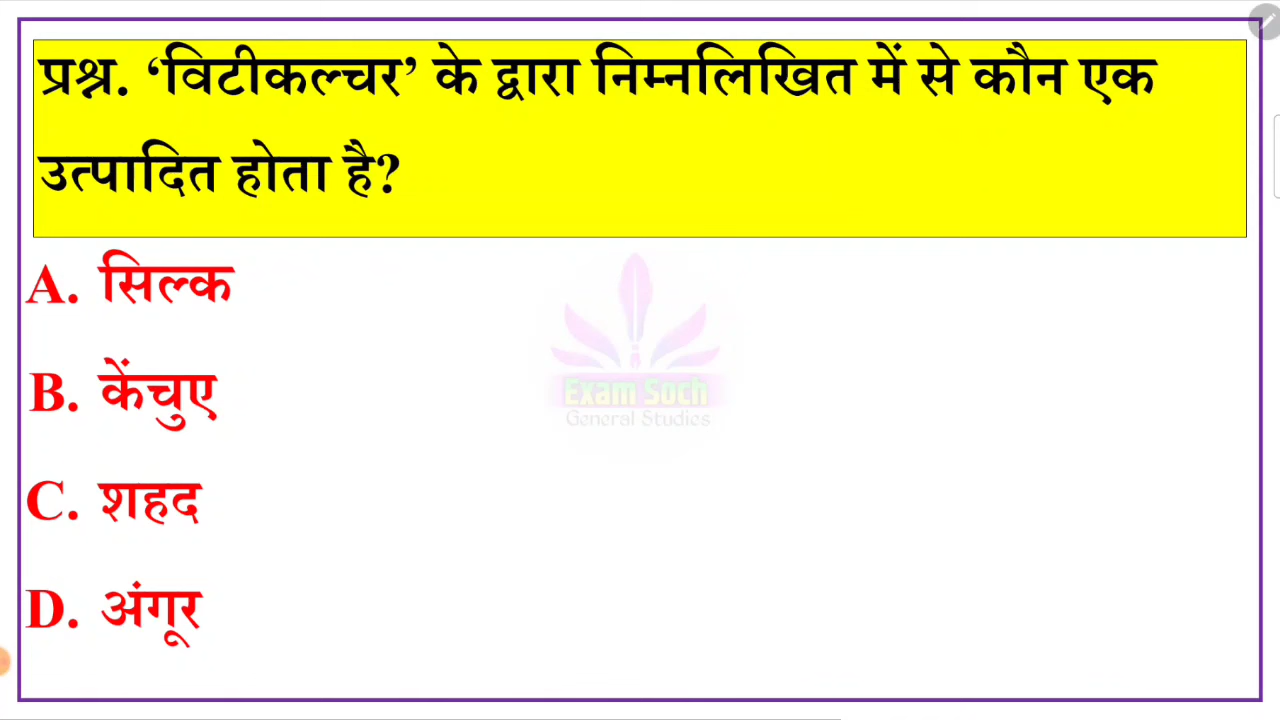 प्रश्न. ‘विटीकल्चर’ के द्वारा निम्नलिखित में से कौन एक
उत्पादित होता है?
A. सिल्क
B. केंचुए
Exam Soch
General Studies
C. शहद
D. अंगूर